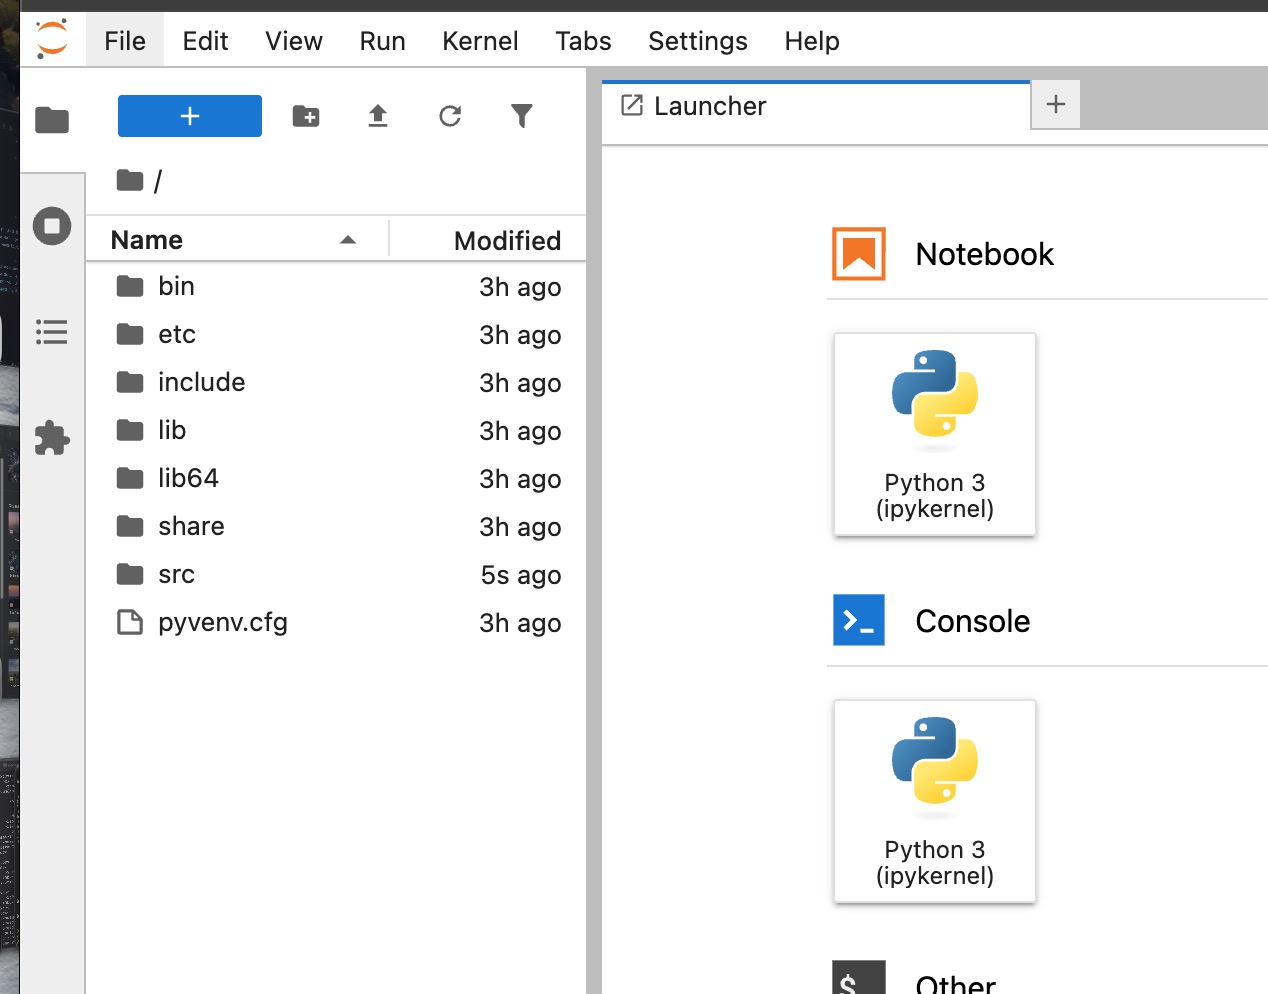 File Edit View Run Kernel Tabs Settings Help
Launcher
/
Name Modified
bin 3h ago
etc 3h ago
include 3h ago
lib 3h ago
lib64 3h ago
share 3h ago
src 5s ago
pyvenv.cfg 3h ago
Notebook
Python 3
(ipykernel)
Console
Python 3
(ipykernel)
$ Other